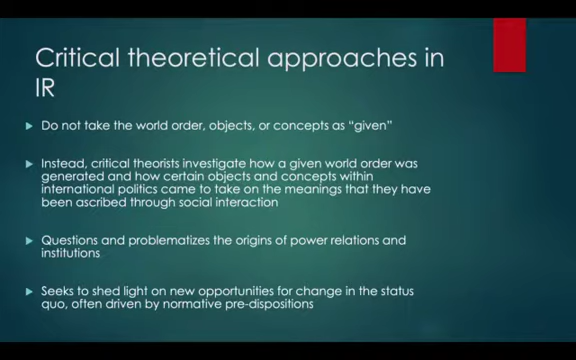 Critical theoretical approaches in
IR
Do not take the world order, objects, or concepts as “given”
Instead, critical theorists investigate how a given world order was
generated and how certain objects and concepts within
international politics came to take on the meanings that they have
been ascribed through social interaction
Questions and problematizes the origins of power relations and
institutions
Seeks to shed light on new opportunities for change in the status
quo, often driven by normative pre-dispositions